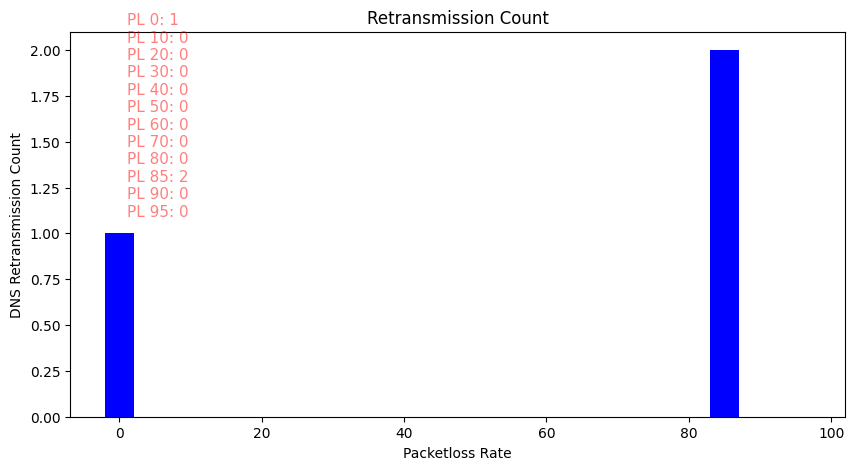 Retransmission Count
PL 0: 1
PL 10: 0
PL 20: 0
PL 30: 0
PL 40: 0
PL 50: 0
PL 60: 0
PL 70: 0
PL 80: 0
PL 85: 2
PL 90: 0
PL 95: 0
DNS Retransmission Count
2.00
1.75
1.50
1.25
1.00
0.75
0.50
0.25
0.00
0 20 40 60 80 100
Packetloss Rate